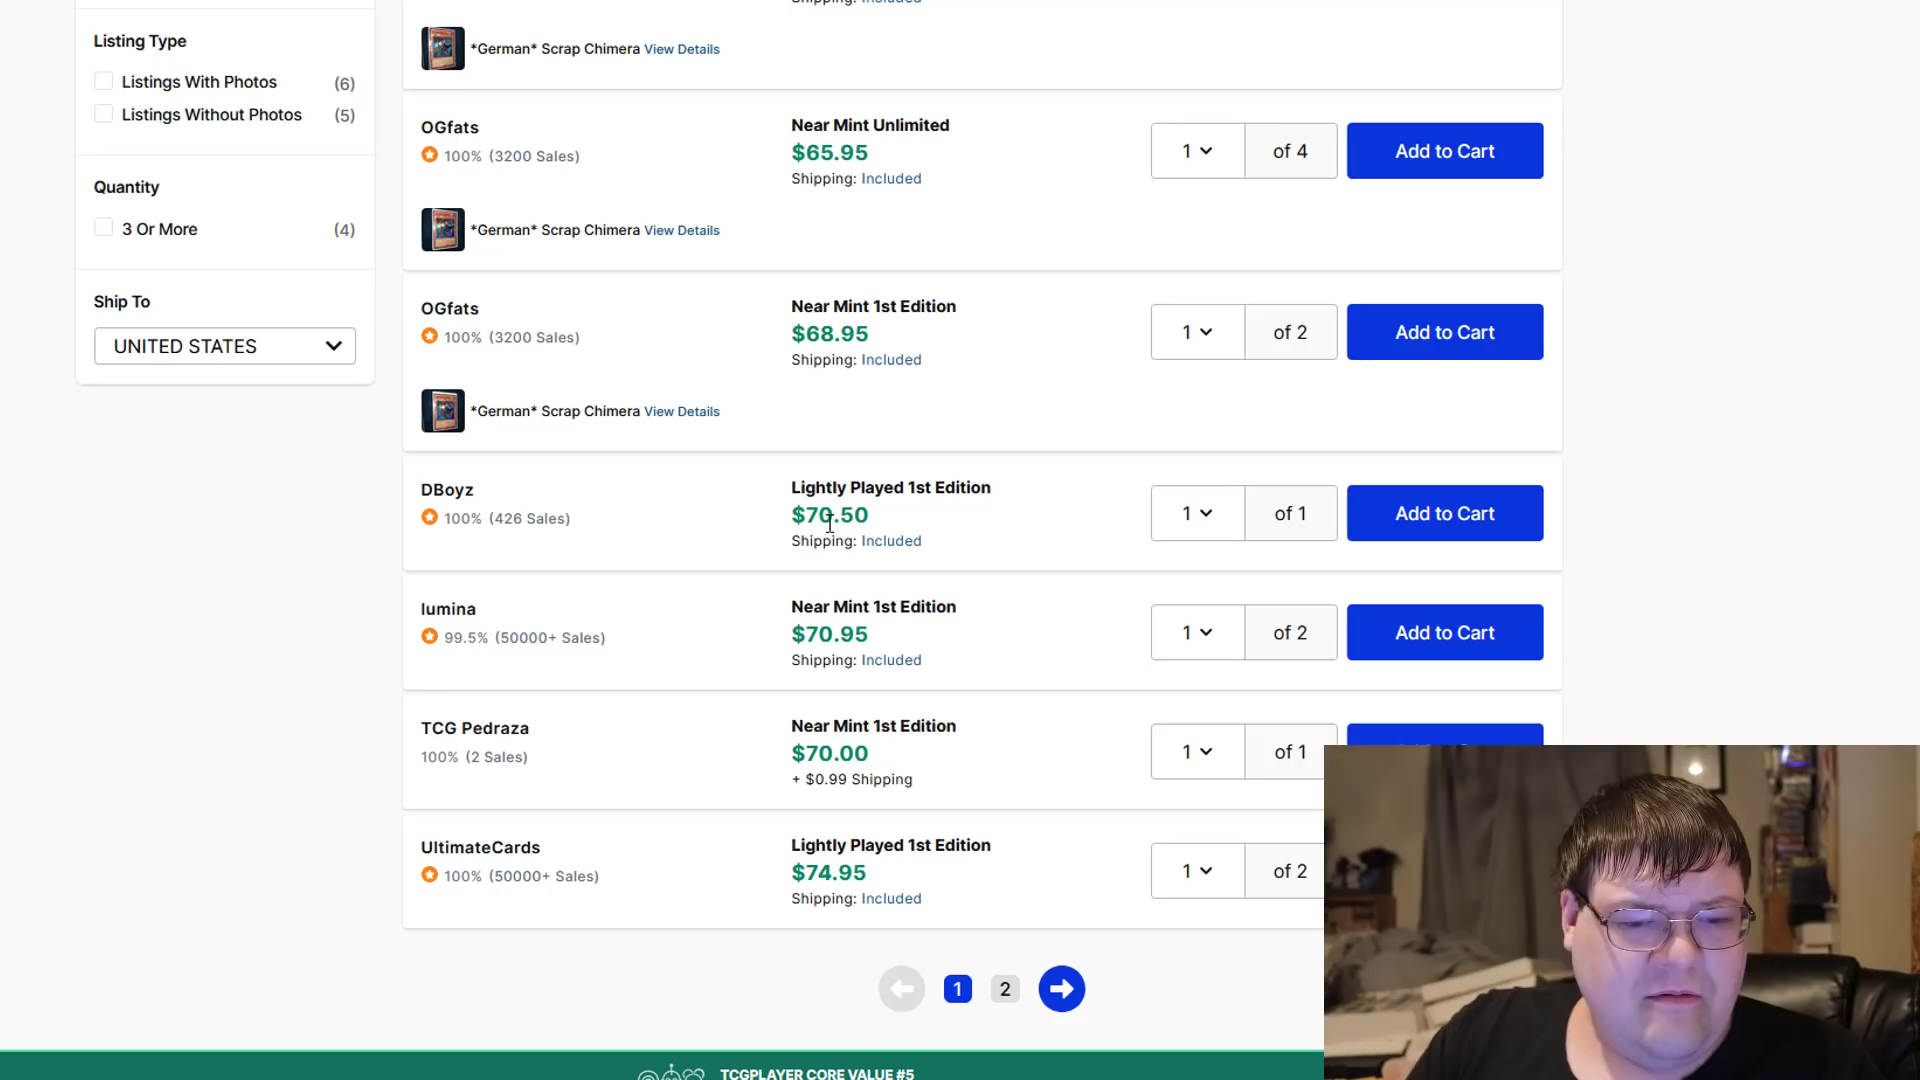 Listing Type
Listings With Photos (6)
Listings Without Photos (5)
Quantity
3 Or More (4)
Ship To
UNITED STATES
Shipping: Included
*German* Scrap Chimera View Details
OGfats
100% (3200 Sales)
Near Mint Unlimited
$65.95
Shipping: Included
1 of 4
Add to Cart
*German* Scrap Chimera View Details
OGfats
100% (3200 Sales)
Near Mint 1st Edition
$68.95
Shipping: Included
1 of 2
Add to Cart
*German* Scrap Chimera View Details
DBoyz
100% (426 Sales)
Lightly Played 1st Edition
$70.50
Shipping: Included
1 of 1
Add to Cart
lumina
99.5% (50000+ Sales)
Near Mint 1st Edition
$70.95
Shipping: Included
1 of 2
Add to Cart
TCG Pedraza
100% (2 Sales)
Near Mint 1st Edition
$70.00
+ $0.99 Shipping
1 of 1
UltimateCards
100% (50000+ Sales)
Lightly Played 1st Edition
$74.95
Shipping: Included
1 of 2
1 2
TCGPLAYER CORE VALUE #5